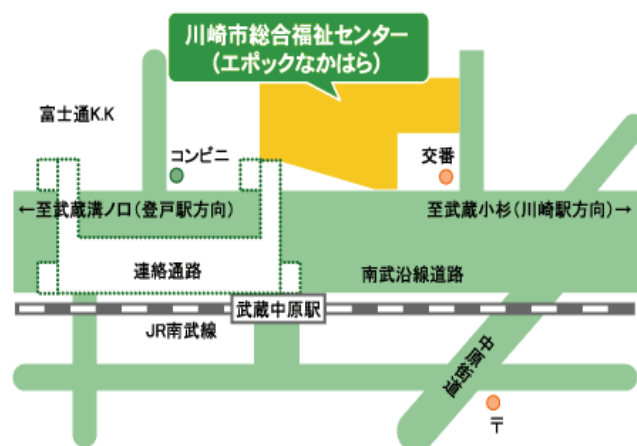 川崎市総合福祉センター
(エポックなかはら)
富士通K.K
コンビニ
交番
←至武蔵溝ノ口(登戸駅方向)
至武蔵小杉(川崎駅方向)→
連絡通路
南武沿線道路
武蔵中原駅
JR南武線
中原街道
〒